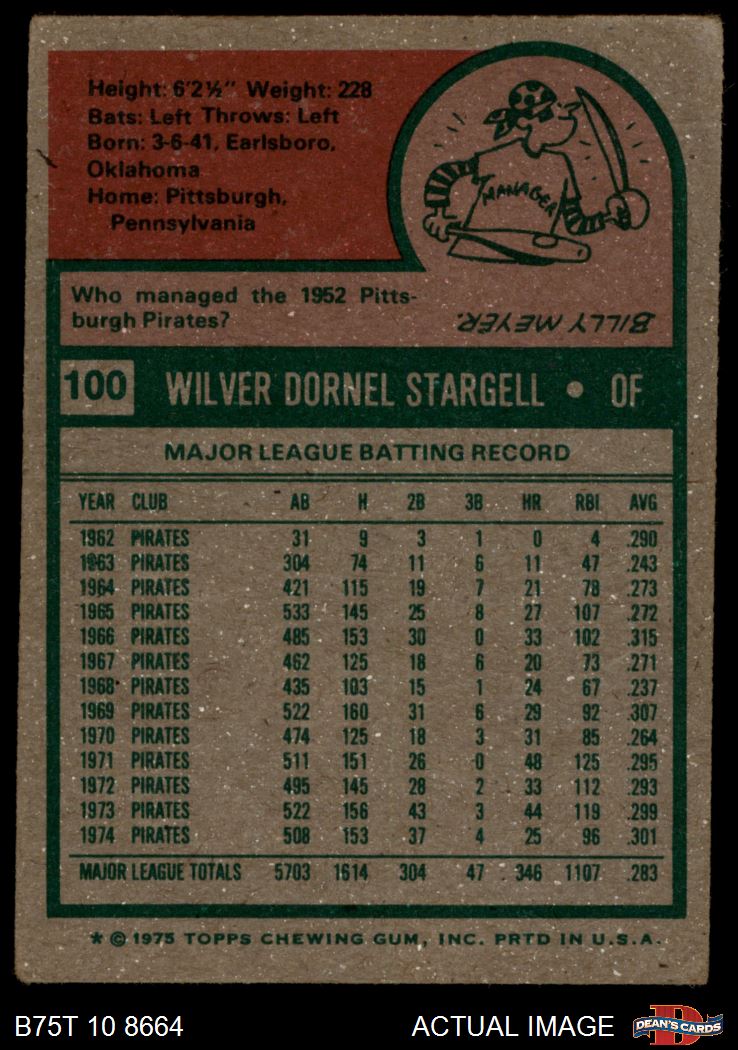 Height: 6'2½" Weight: 228
Bats: Left Throws: Left
Born: 3-6-41, Earlsboro,
Oklahoma
Home: Pittsburgh,
Pennsylvania
MANAGER
Who managed the 1952 Pitts-
burgh Pirates?
BILLY MEYER.
100 WILVER DORNEL STARGELL • OF
MAJOR LEAGUE BATTING RECORD
YEAR CLUB AB H 2B 3B HR RBI AVG
1962 PIRATES 31 9 3 1 0 4 .290
1963 PIRATES 304 74 11 6 11 47 .243
1964 PIRATES 421 115 19 7 21 78 .273
1965 PIRATES 533 145 25 8 27 107 .272
1966 PIRATES 485 153 30 0 33 102 .315
1967 PIRATES 462 125 18 6 20 73 .271
1968 PIRATES 435 103 15 1 24 67 .237
1969 PIRATES 522 160 31 6 29 92 .307
1970 PIRATES 474 125 18 3 31 85 .264
1971 PIRATES 511 151 26 0 48 125 .295
1972 PIRATES 495 145 28 2 33 112 .293
1973 PIRATES 522 156 43 3 44 119 .299
1974 PIRATES 508 153 37 4 25 96 .301
MAJOR LEAGUE TOTALS 5703 1614 304 47 346 1107 .283
* © 1975 TOPPS CHEWING GUM, INC. PRTD IN U.S.A.
B75T 10 8664 ACTUAL IMAGE D DEAN'S CARDS